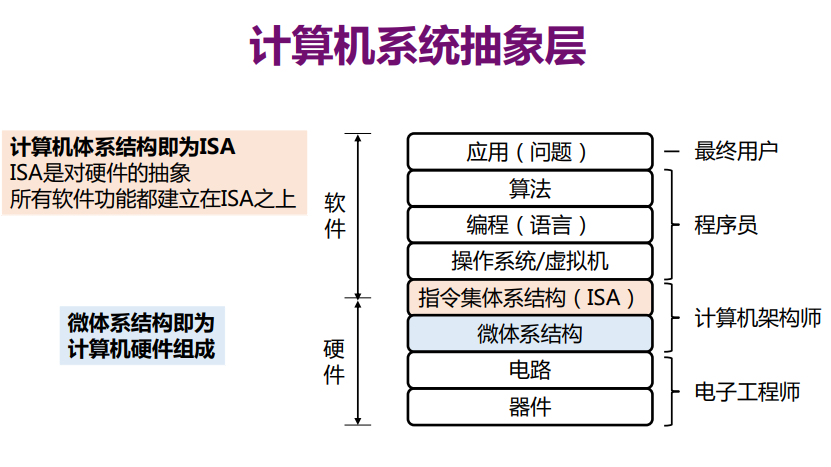 计算机系统抽象层
计算机体系结构即为ISA
ISA是对硬件的抽象
所有软件功能都建立在ISA之上
微体系结构即为
计算机硬件组成
软
件
硬
件
应用（问题）
算法
编程（语言）
操作系统/虚拟机
指令集体系结构（ISA）
微体系结构
电路
器件
最终用户
程序员
计算机架构师
电子工程师